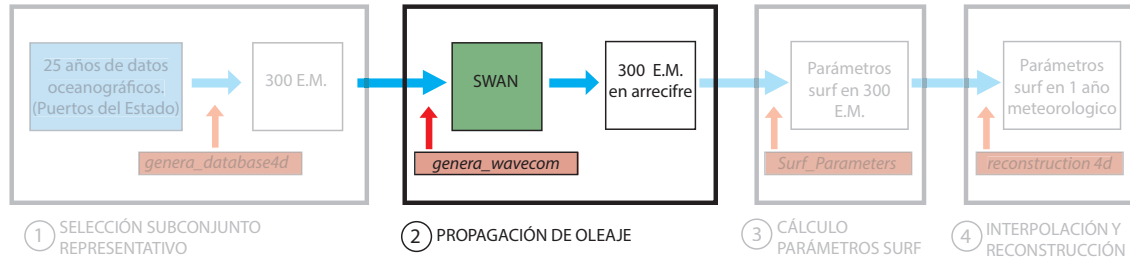 25 años de datos
oceanográficos.
(Puertos del Estado)
300 E.M.
genera_database4d
1 SELECCIÓN SUBCONJUNTO
REPRESENTATIVO
SWAN
300 E.M.
en arrecifre
genera_wavecom
2 PROPAGACIÓN DE OLEAJE
Parámetros
surf en 300
E.M.
Surf_Parameters
3 CÁLCULO
PARÁMETROS SURF
Parámetros
surf en 1 año
meteorologico
reconstruction 4d
4 INTERPOLACIÓN Y
RECONSTRUCCIÓN